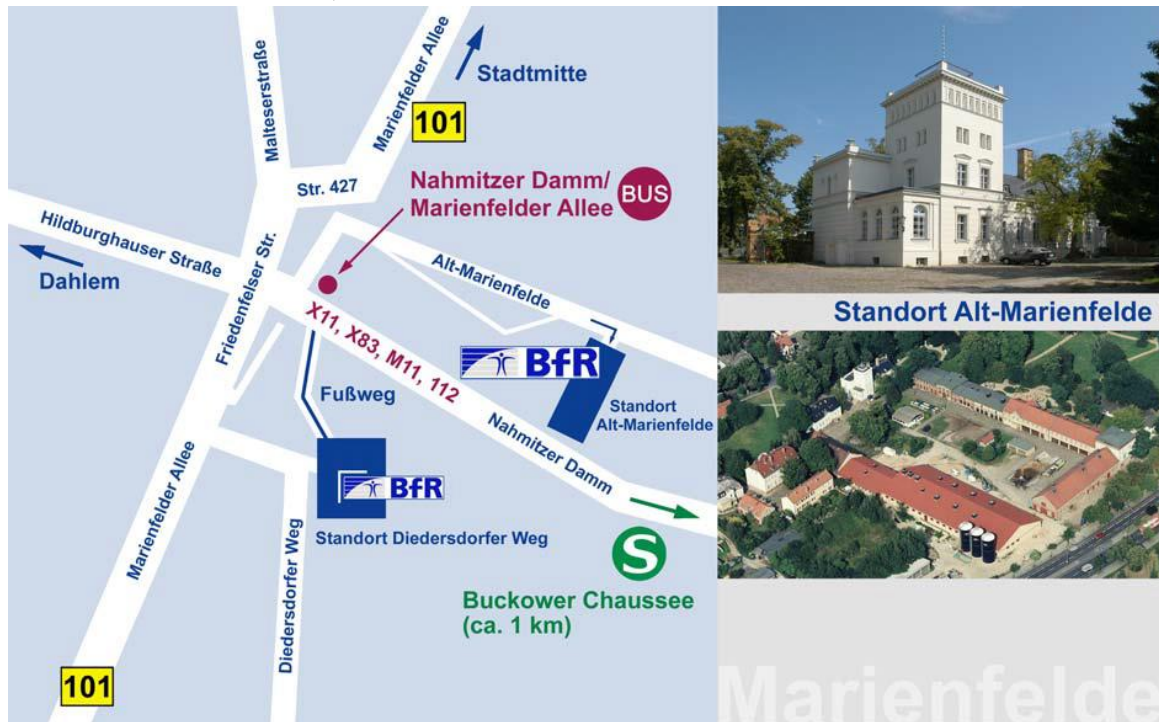 Malteserstraße
Marienfelder Allee
Stadtmitte
101
Str. 427
Nahmitzer Damm/
Marienfelder Allee
BUS
Hildburghauser Straße
Dahlem
Friedenfelser Str.
Alt-Marienfelde
X11, X83, M11, 112
BfR
Fußweg
Standort
Alt-Marienfelde
Nahmitzer Damm
Marienfelder Allee
BfR
Standort Diedersdorfer Weg
Diedersdorfer Weg
S
Buckower Chaussee
(ca. 1 km)
101
Standort Alt-Marienfelde
Marienfelde